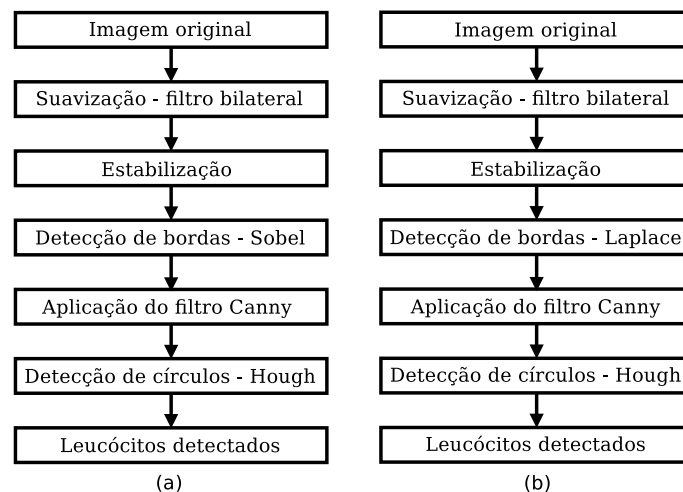 Imagem original
Suavização - filtro bilateral
Estabilização
Detecção de bordas - Sobel
Aplicação do filtro Canny
Detecção de círculos - Hough
Leucócitos detectados
(a)
Imagem original
Suavização - filtro bilateral
Estabilização
Detecção de bordas - Laplace
Aplicação do filtro Canny
Detecção de círculos - Hough
Leucócitos detectados
(b)